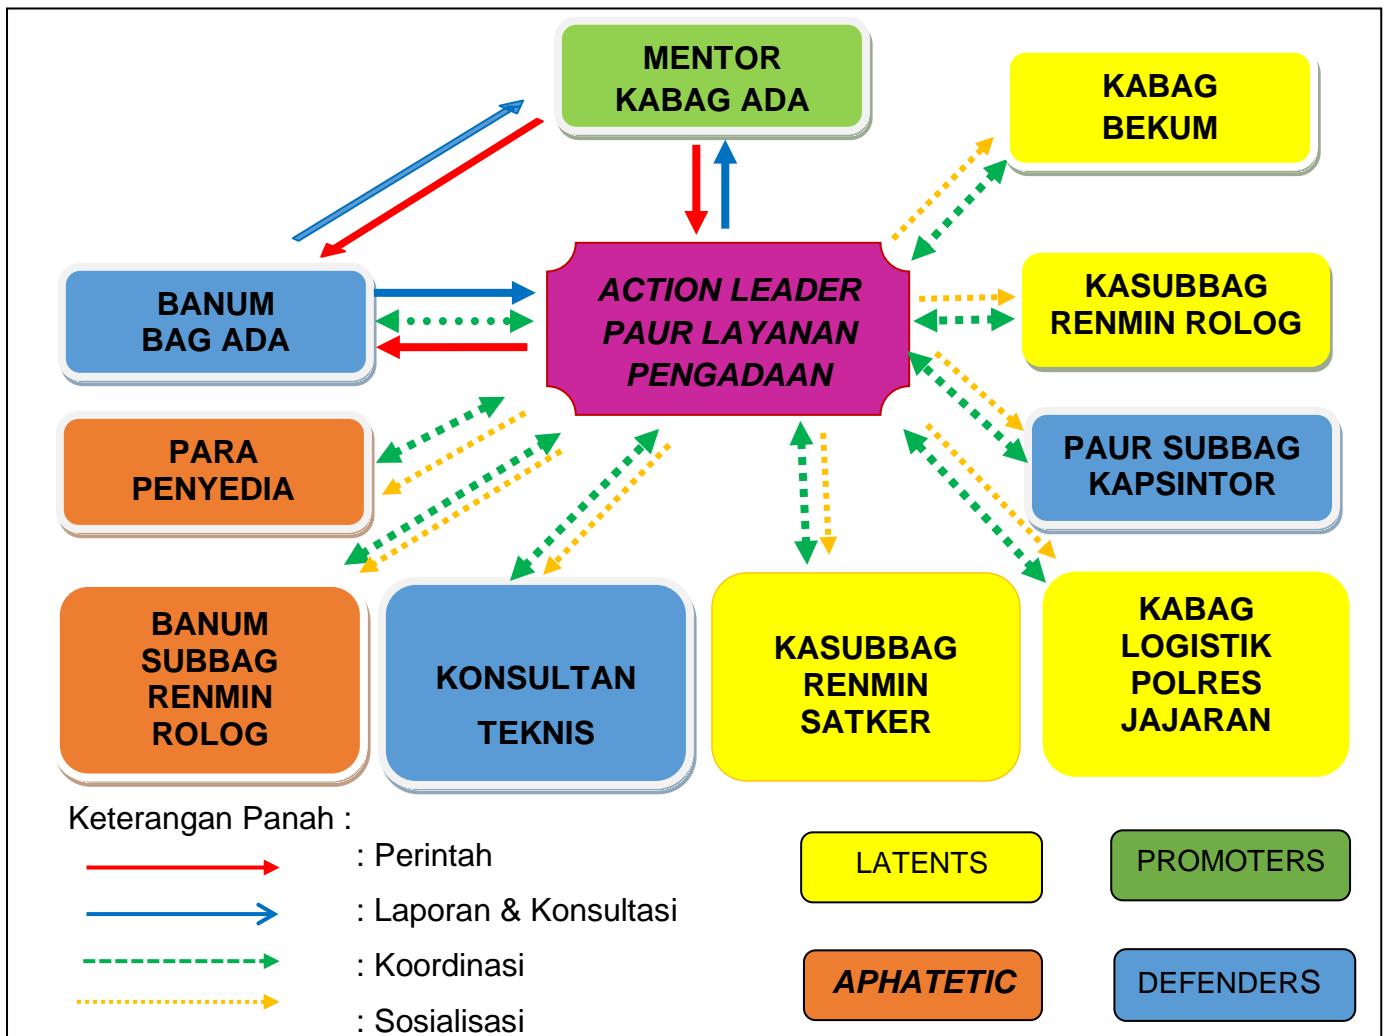 MENTOR
KABAG ADA
KABAG
BEKUM
BANUM
BAG ADA
ACTION LEADER
PAUR LAYANAN
PENGADAAN
KASUBBAG
RENMIN ROLOG
PARA
PENYEDIA
PAUR SUBBAG
KAPSINTOR
BANUM
SUBBAG
RENMIN
ROLOG
KONSULTAN
TEKNIS
KASUBBAG
RENMIN
SATKER
KABAG
LOGISTIK
POLRES
JAJARAN
Keterangan Panah :
: Perintah
: Laporan & Konsultasi
: Koordinasi
: Sosialisasi
LATENTS
PROMOTERS
APHATETIC
DEFENDERS